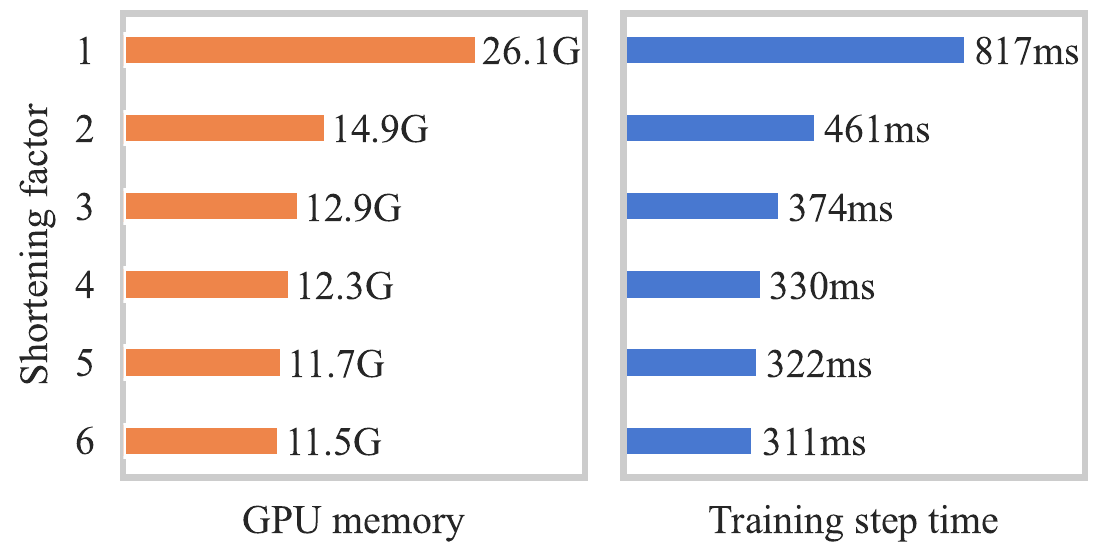 Shortening factor
1
26.1G
817ms
2
14.9G
461ms
3
12.9G
374ms
4
12.3G
330ms
5
11.7G
322ms
6
11.5G
311ms
GPU memory
Training step time